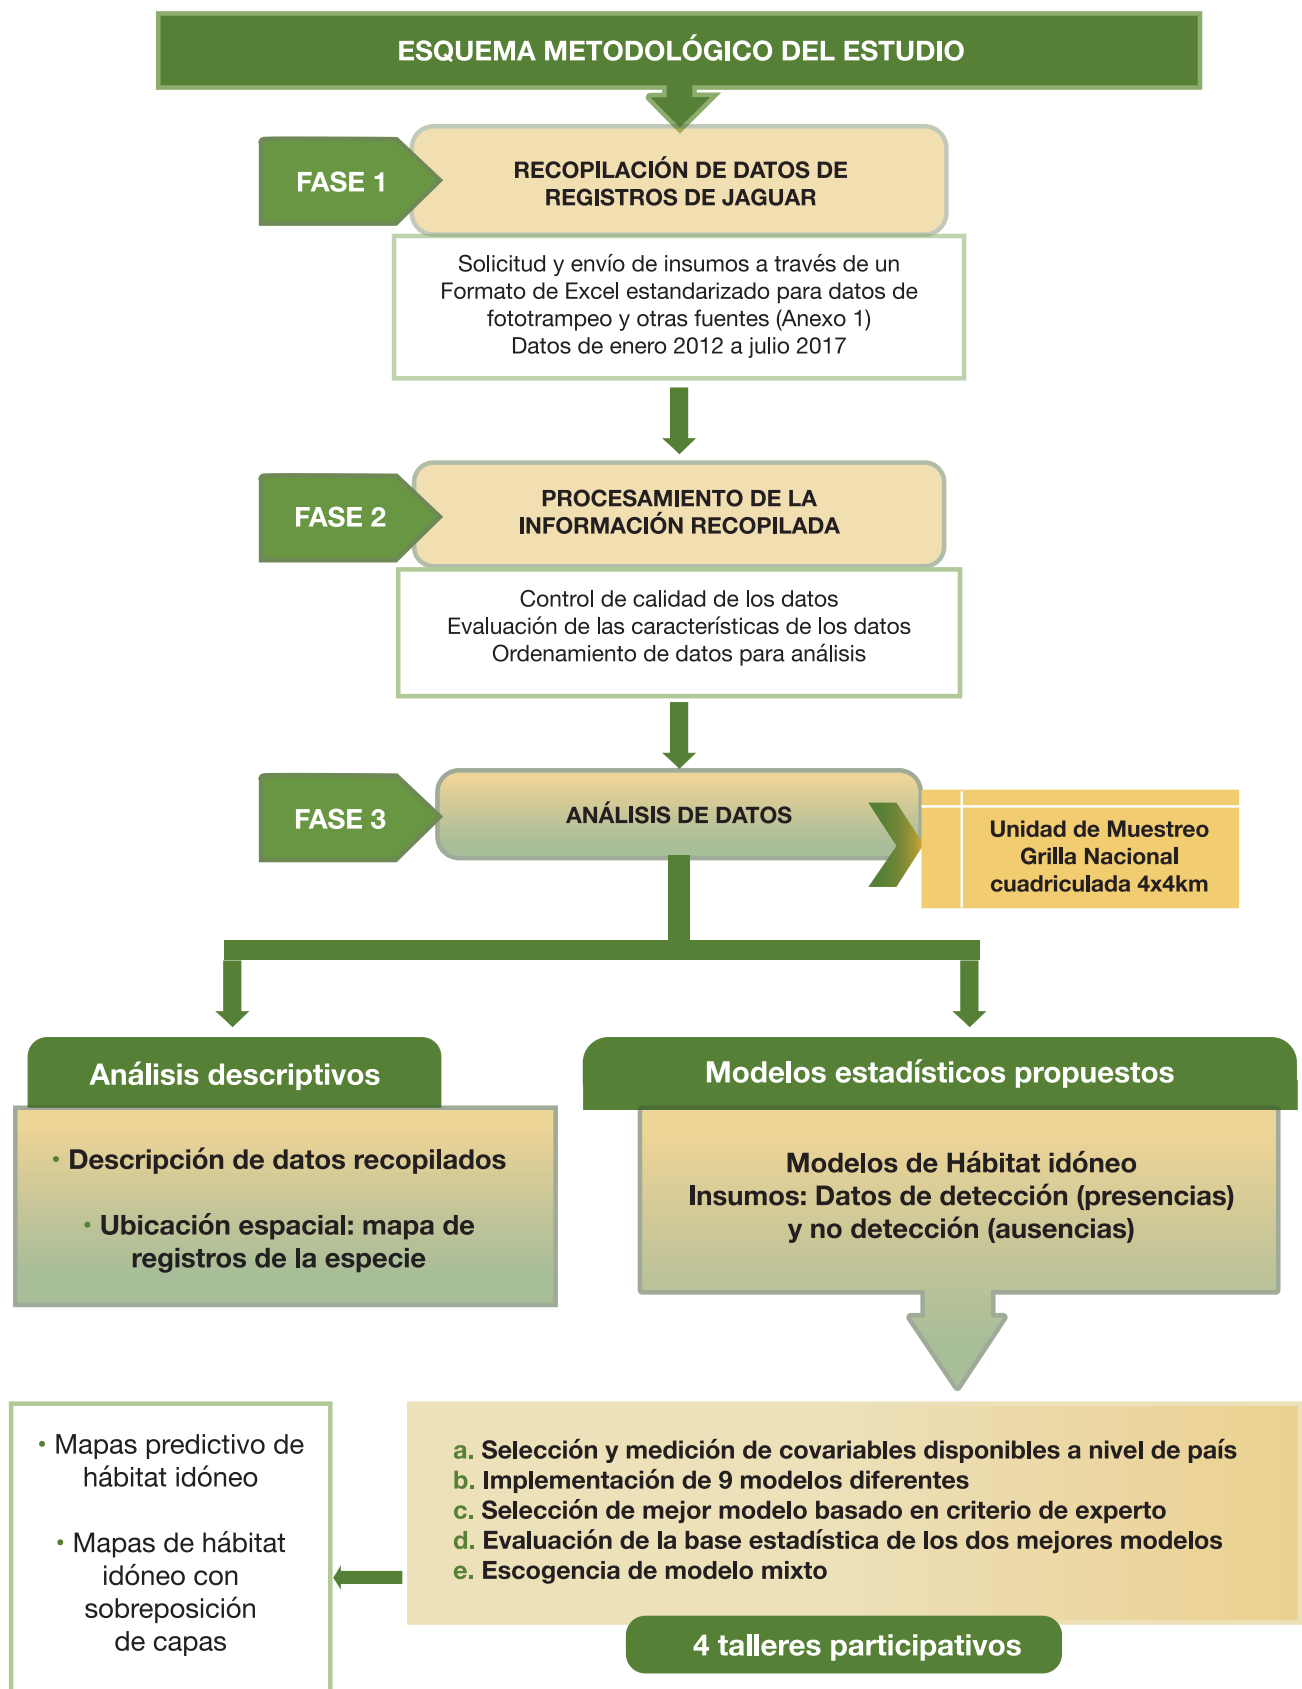 ESQUEMA METODOLÓGICO DEL ESTUDIO
FASE 1
RECOPILACIÓN DE DATOS DE
REGISTROS DE JAGUAR
Solicitud y envío de insumos a través de un
Formato de Excel estandarizado para datos de
fototrampeo y otras fuentes (Anexo 1)
Datos de enero 2012 a julio 2017
FASE 2
PROCESAMIENTO DE LA
INFORMACIÓN RECOPILADA
Control de calidad de los datos
Evaluación de las características de los datos
Ordenamiento de datos para análisis
FASE 3
ANÁLISIS DE DATOS
Unidad de Muestreo
Grilla Nacional
cuadriculada 4x4km
Análisis descriptivos
• Descripción de datos recopilados
• Ubicación espacial: mapa de
registros de la especie
Modelos estadísticos propuestos
Modelos de Hábitat idóneo
Insumos: Datos de detección (presencias)
y no detección (ausencias)
a. Selección y medición de covariables disponibles a nivel de país
b. Implementación de 9 modelos diferentes
c. Selección de mejor modelo basado en criterio de experto
d. Evaluación de la base estadística de los dos mejores modelos
e. Escogencia de modelo mixto
4 talleres participativos
• Mapas predictivo de
hábitat idóneo
• Mapas de hábitat
idóneo con
sobreposición
de capas